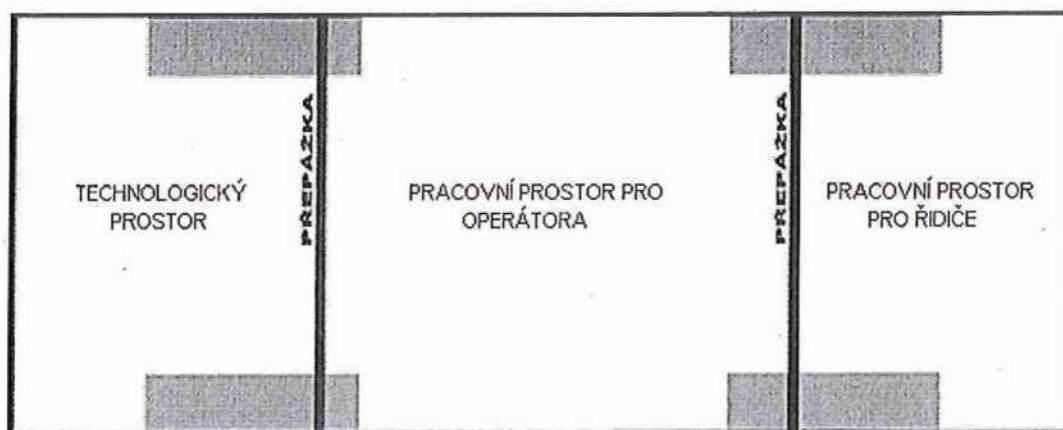 TECHNOLOGICKÝ
PROSTOR
PŘEPÁŽKA
PRACOVNÍ PROSTOR PRO
OPERÁTORA
PŘEPÁŽKA
PRACOVNÍ PROSTOR
PRO ŘIDIČE